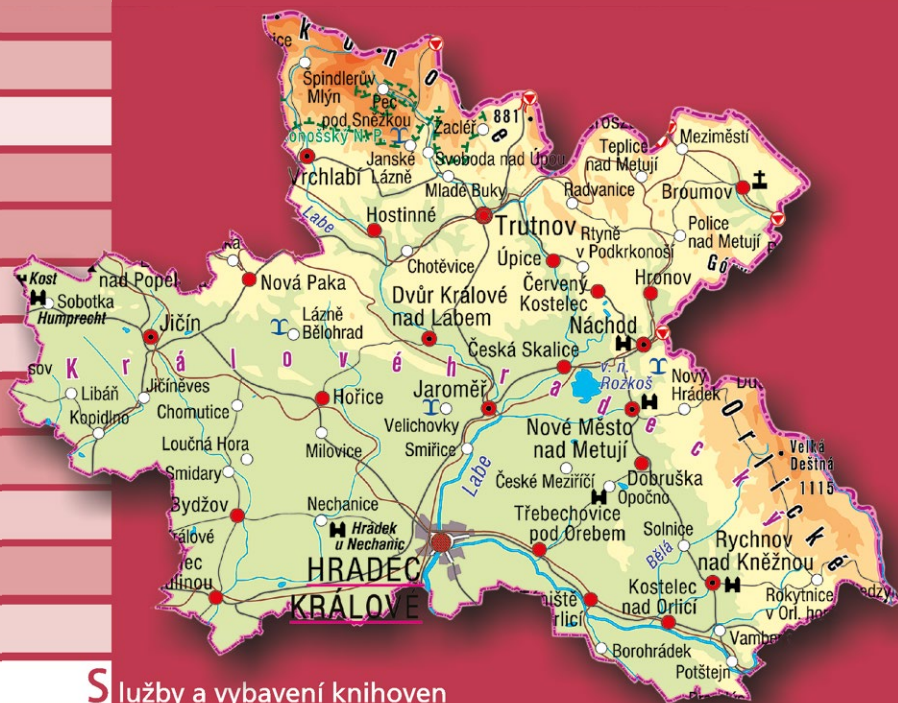 Špindlerův
Mlýn
Pec
pod Sněžkou
Žacléř
881
Janské
Lázně
Svoboda nad Úpou
Mladé Buky
Vrchlabí
Labe
Hostinné
Trutnov
Chotěvice
Teplice
nad Metují
Meziměstí
Radvanice
Broumov
Rtyně
v Podkrkonoší
Police
nad Metují
Úpice
Červený
Kostelec
Hronov
Kost
nad Popel
Sobotka
Humprecht
Nová Paka
Jičín
Lázně
Bělohrad
Dvůr Králové
nad Labem
Náchod
Česká Skalice
v. n.
Rozkoš
Nový
Hrádek
Královéhradecký
Libáň
Jičíněves
Kopidlno
Chomutice
Hořice
Jaroměř
Velichovky
Smiřice
Milovice
Loučná Hora
Smidary
Nové Město
nad Metují
České Meziříčí
Dobruška
Opočno
Orlické
Velká
Deštná
1115
Labe
Bydžov
Nechanice
Hrádek
u Nechanic
HRADEC
KRÁLOVÉ
Třebechovice
pod Orebem
Solnice
Bělá
Rychnov
nad Kněžnou
Kostelec
nad Orlicí
Rokytnice
v Orl. hor
Vamber
Borohrádek
Potštejn
Služby a vybavení knihoven